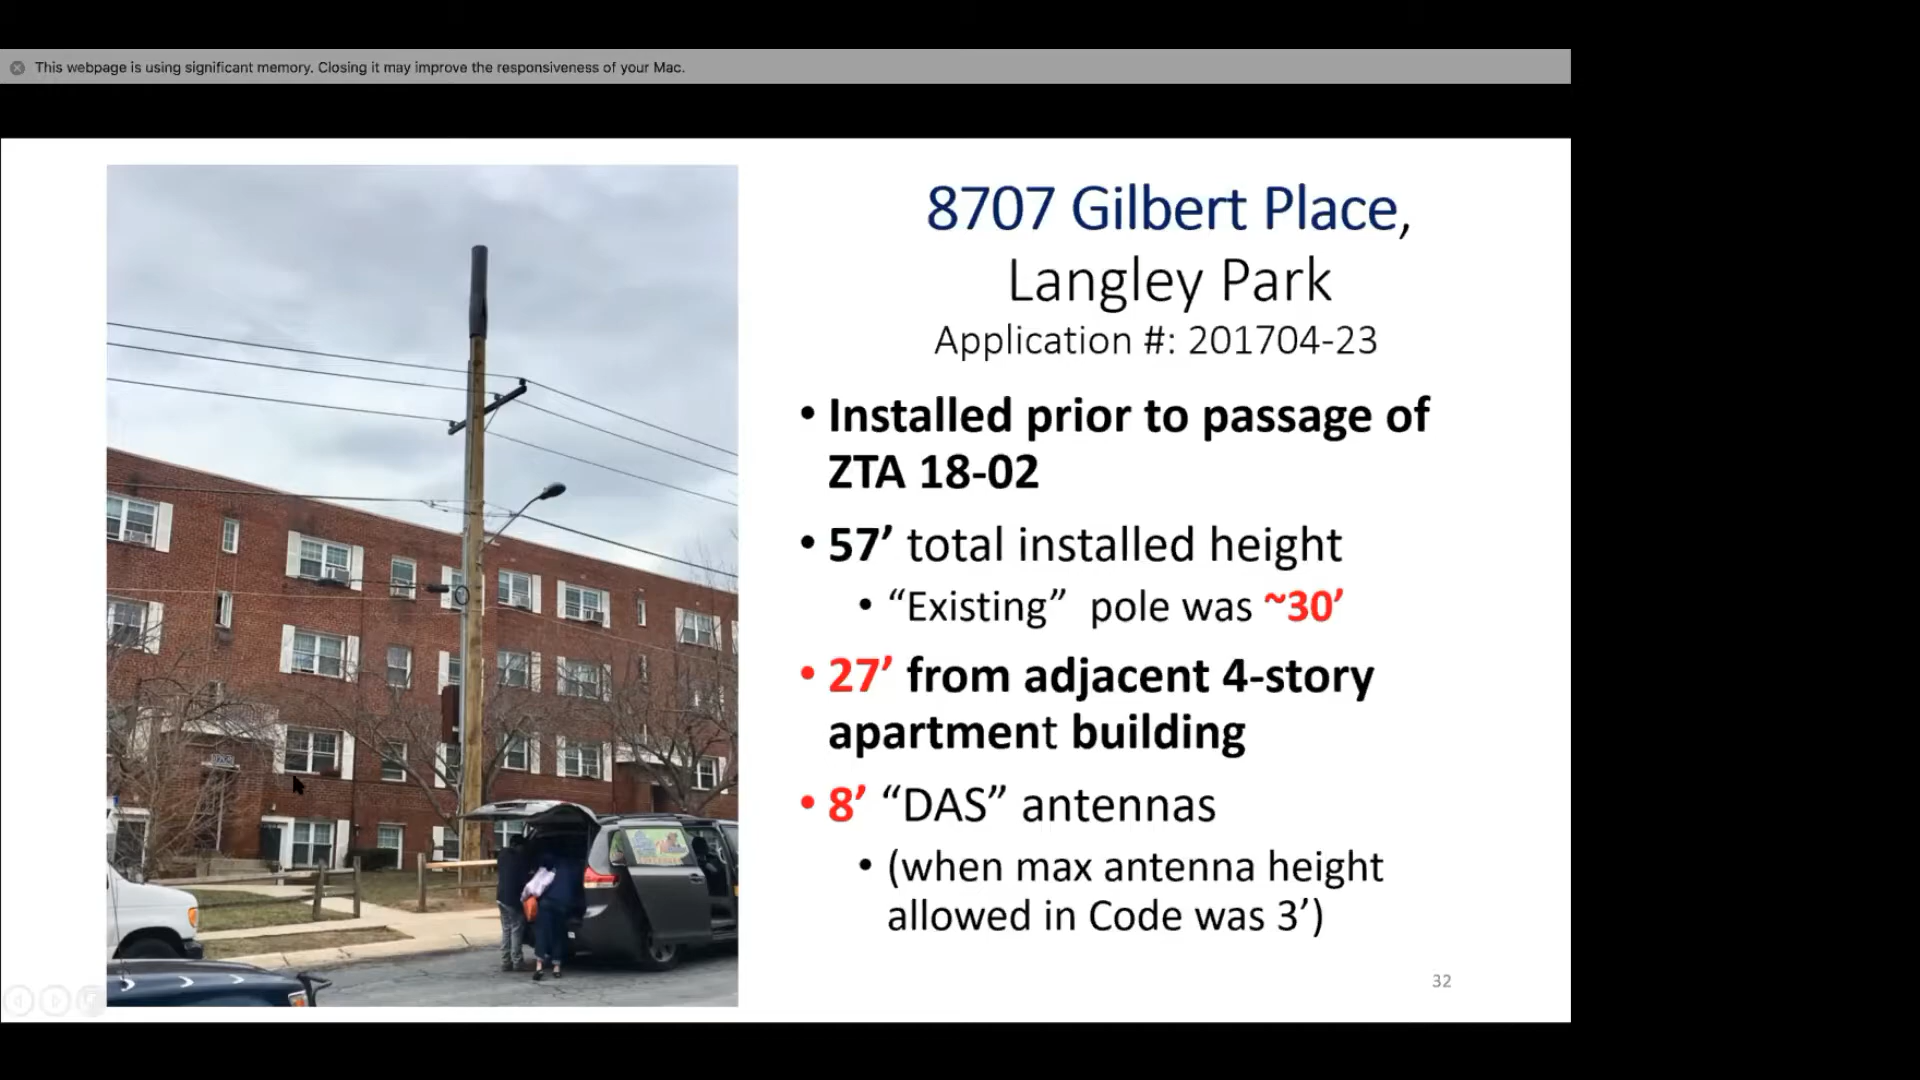 This webpage is using significant memory. Closing it may improve the responsiveness of your Mac.
8707 Gilbert Place,
Langley Park
Application #: 201704-23
• Installed prior to passage of
ZTA 18-02
• 57’ total installed height
• “Existing” pole was ~30’
• 27’ from adjacent 4-story
apartment building
• 8’ “DAS” antennas
• (when max antenna height
allowed in Code was 3’)
32